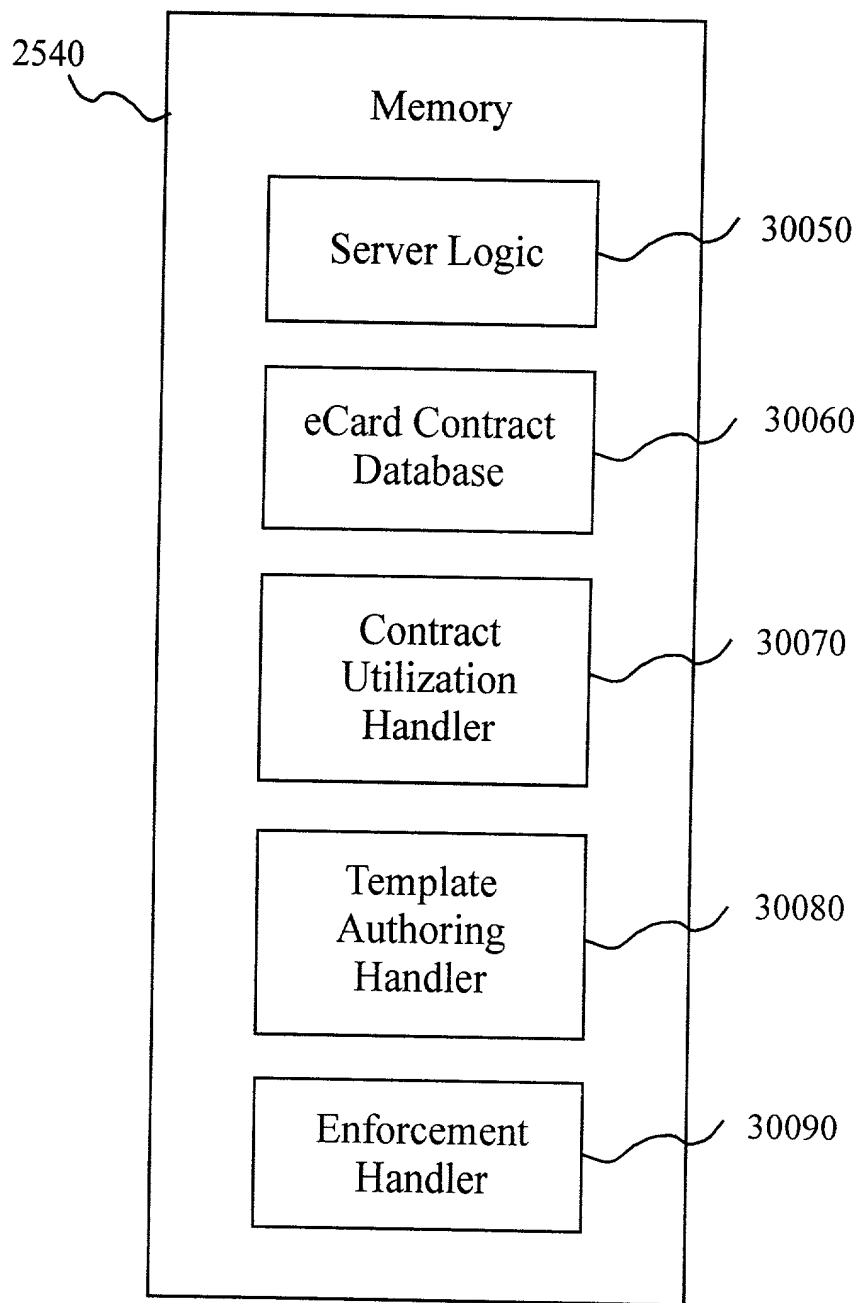 2540
Memory
Server Logic
30050
eCard Contract
Database
30060
Contract
Utilization
Handler
30070
Template
Authoring
Handler
30080
Enforcement
Handler
30090